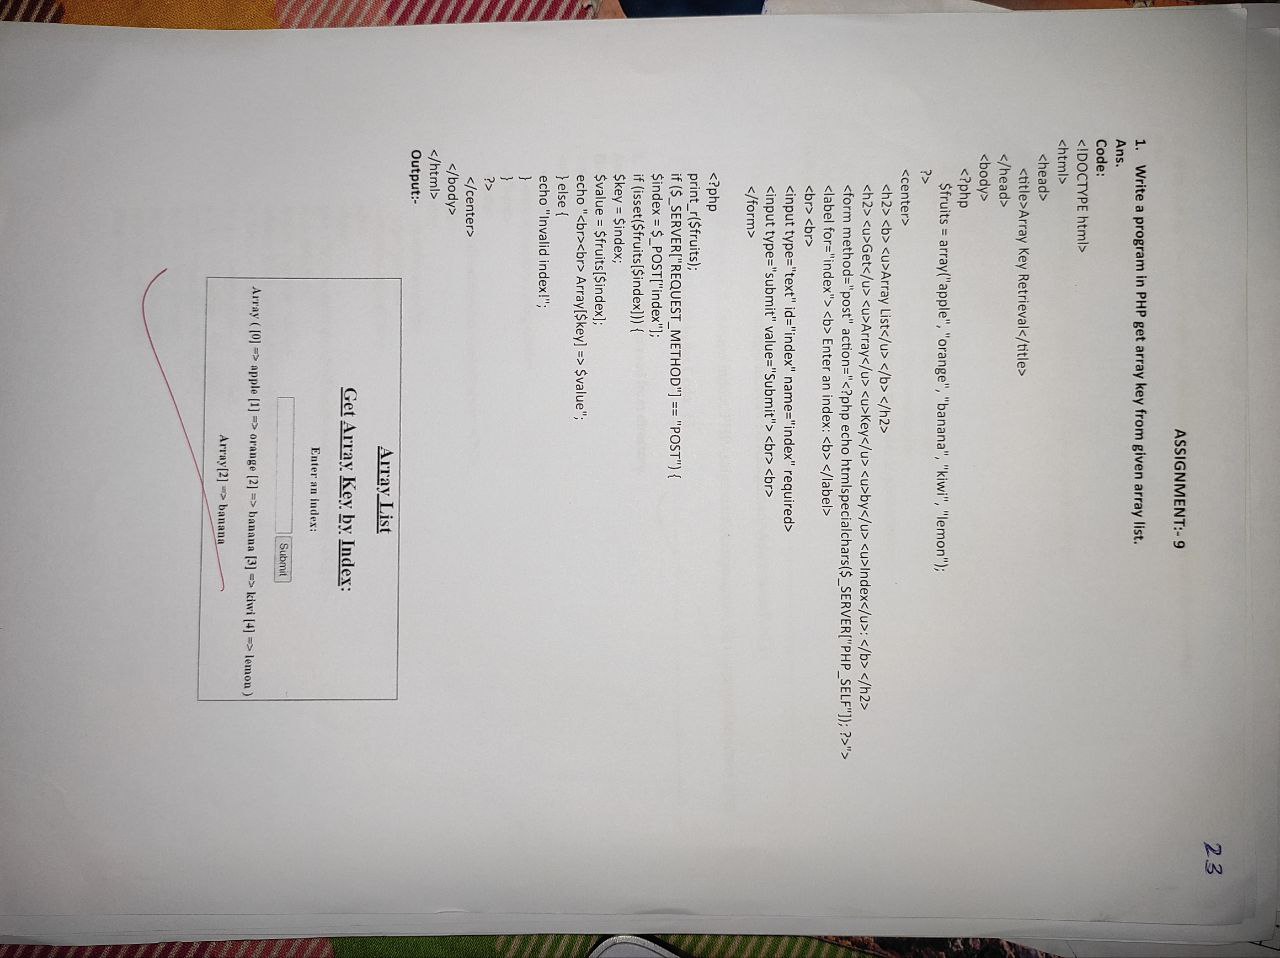 23
ASSIGNMENT:- 9
1. Write a program in PHP get array key from given array list.
Ans.
Code:
<!DOCTYPE html>
<html>
<head>
<title>Array Key Retrieval</title>
</head>
<body>
<?php
$fruits = array("apple", "orange", "banana", "kiwi", "lemon");
?>
<center>
<h2> <b> <u>Array List</u> </b> </h2>
<h2> <u>Get</u> <u>Array</u> <u>Key</u> <u>by</u> <u>Index</u>: </b> </h2>
<form method="post" action="<?php echo htmlspecialchars($_SERVER["PHP_SELF"]); ?>">
<label for="index"> <b> Enter an index: <b> </label>
<br> <br>
<input type="text" id="index" name="index" required>
<input type="submit" value="Submit"> <br> <br>
</form>
<?php
print_r($fruits);
if ($_SERVER["REQUEST_METHOD"] == "POST") {
$index = $_POST["index"];
if (isset($fruits[$index])) {
$key = $index;
$value = $fruits[$index];
echo "<br><br> Array[$key] => $value";
} else {
echo "Invalid index!";
}
}
?>
</center>
</body>
</html>
Output:-
Array List
Get Array Key by Index:
Enter an index:
Submit
Array ( [0] => apple [1] => orange [2] => banana [3] => kiwi [4] => lemon )
Array[2] => banana